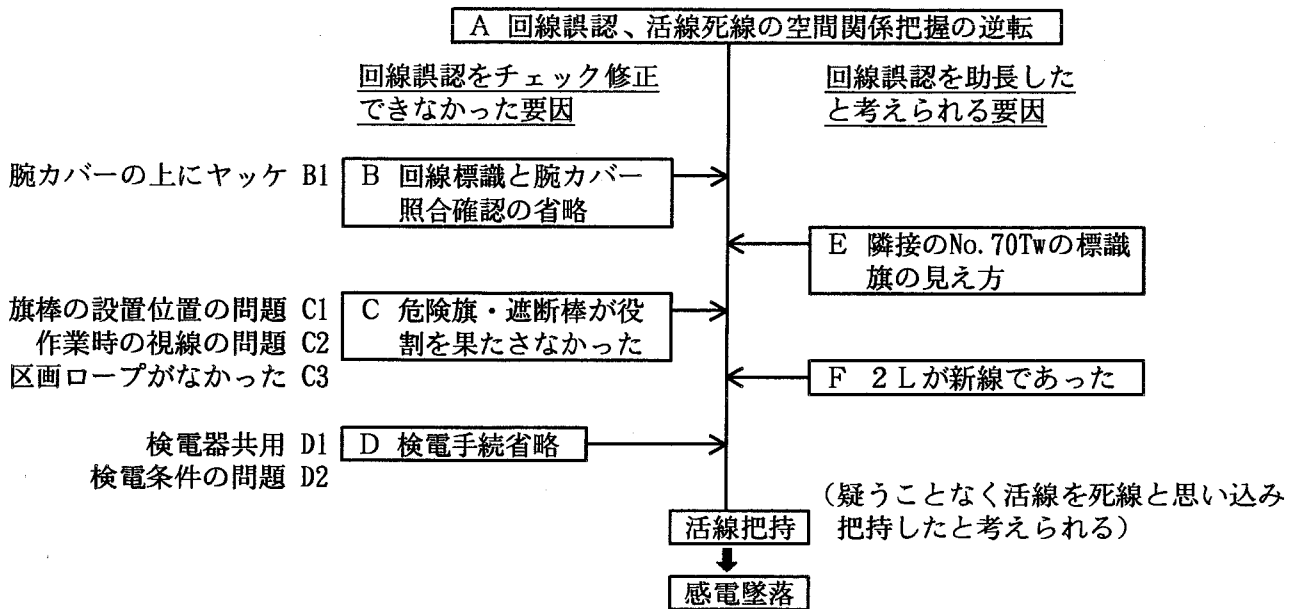 A 回線誤認、活線死線の空間関係把握の逆転
回線誤認をチェック修正
できなかった要因
回線誤認を助長した
と考えられる要因
腕カバーの上にヤッケ B1
B 回線標識と腕カバー
照合確認の省略
E 隣接のNo.70Twの標識
旗の見え方
旗棒の設置位置の問題 C1
作業時の視線の問題 C2
区画ロープがなかった C3
C 危険旗・遮断棒が役
割を果たさなかった
F 2Lが新線であった
検電器共用 D1
検電条件の問題 D2
D 検電手続省略
(疑うことなく活線を死線と思い込み
把持したと考えられる)
活線把持
感電墜落